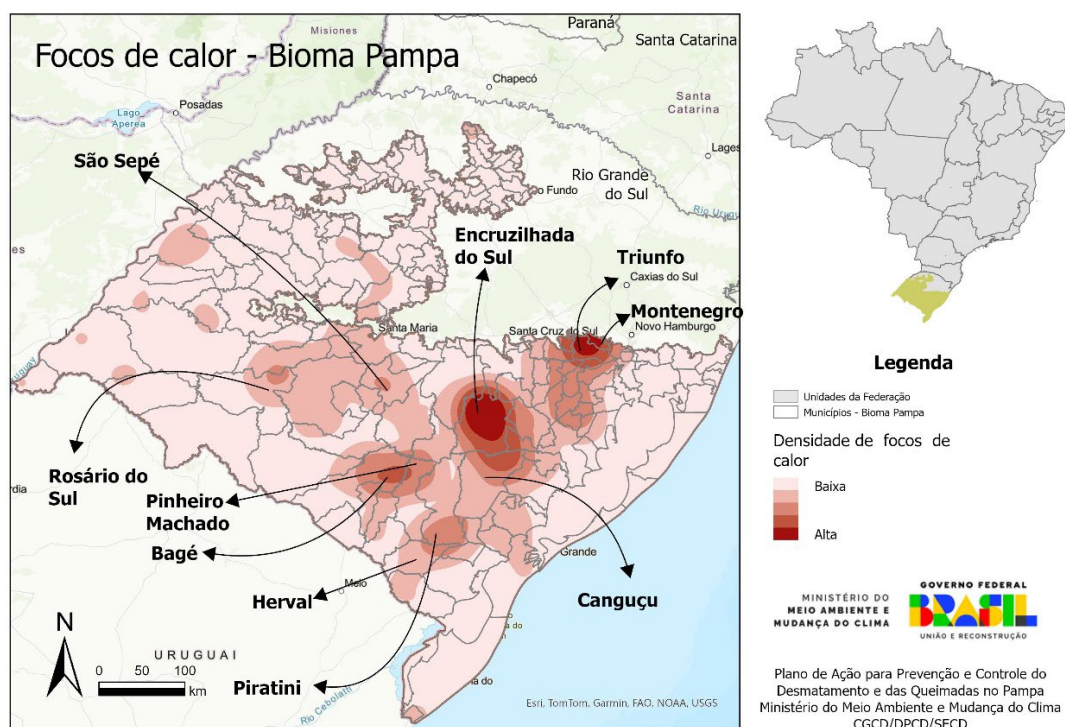 Focos de calor - Bioma Pampa
Misiones
Paraná
Santa Catarina
Chapecó
Posadas
Lago
Aperea
Santa
Catarina
Lages
São Sepé
Rio Grande
do Sul
Fundo
Encruzilhada
do Sul
Triunfo
Caxias do Sul
Montenegro
Novo Hamburgo
Santa Maria
Santa Cruz do Sul
Rosário do
Sul
Pinheiro
Machado
Bagé
Herval
Melo
Grande
Canguçu
Piratini
N
URUGUAI
0 50 100
km
Rio Cebollatí
Esri, TomTom, Garmin, FAO, NOAA, USGS
Legenda
Unidades da Federação
Municípios - Bioma Pampa
Densidade de focos de
calor
Baixa
Alta
MINISTÉRIO DO
MEIO AMBIENTE E
MUDANÇA DO CLIMA
GOVERNO FEDERAL
BRASIL
UNIÃO E RECONSTRUÇÃO
Plano de Ação para Prevenção e Controle do
Desmatamento e das Queimadas no Pampa
Ministério do Meio Ambiente e Mudança do Clima
CGCD/DPCD/SECD